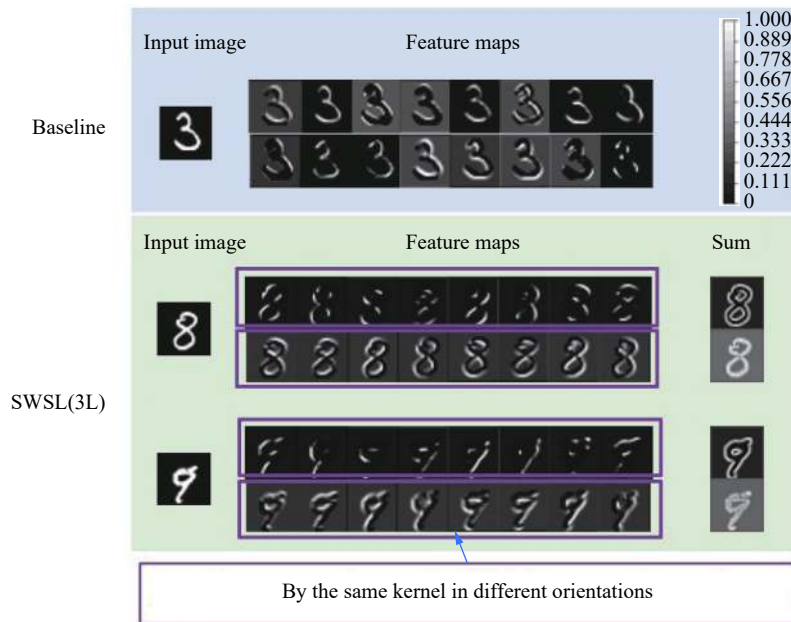 Input image Feature maps
Baseline
1.000
0.889
0.778
0.667
0.556
0.444
0.333
0.222
0.111
0
Input image Feature maps Sum
SWSL(3L)
By the same kernel in different orientations